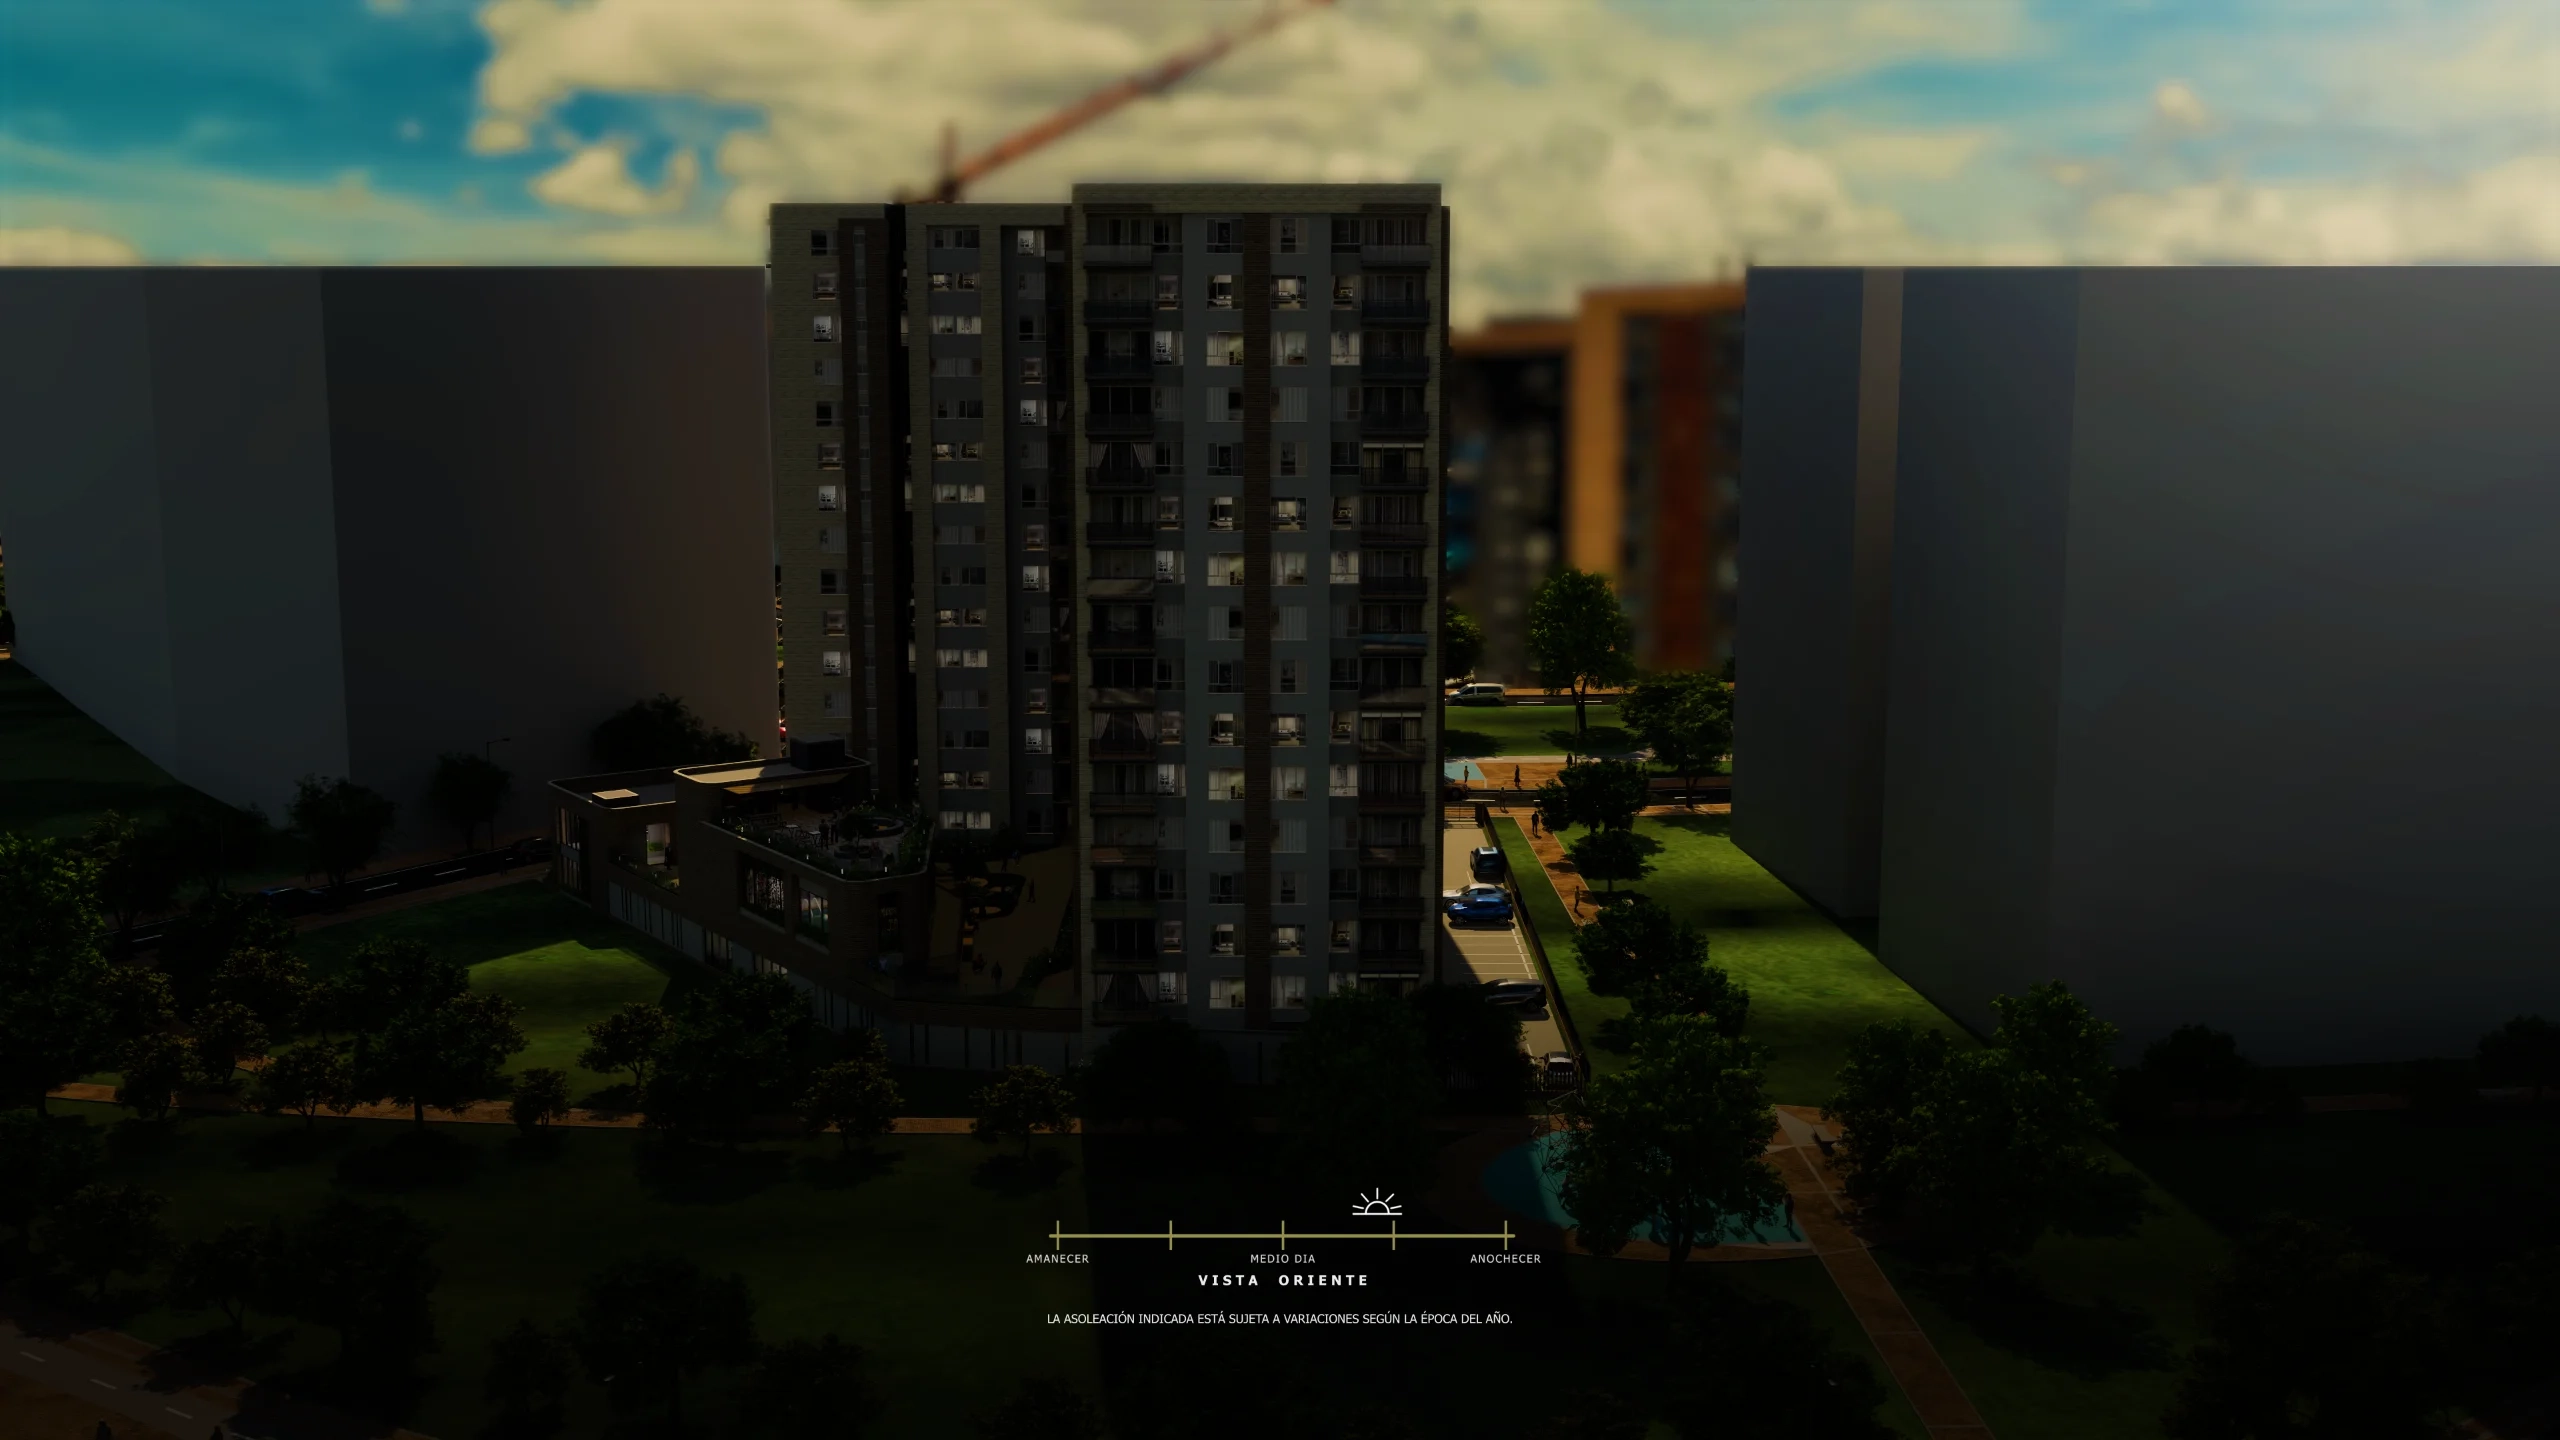 AMANECER MEDIO DIA ANOCHECER
VISTA ORIENTE
LA ASOLEACIÓN INDICADA ESTÁ SUJETA A VARIACIONES SEGÚN LA ÉPOCA DEL AÑO.